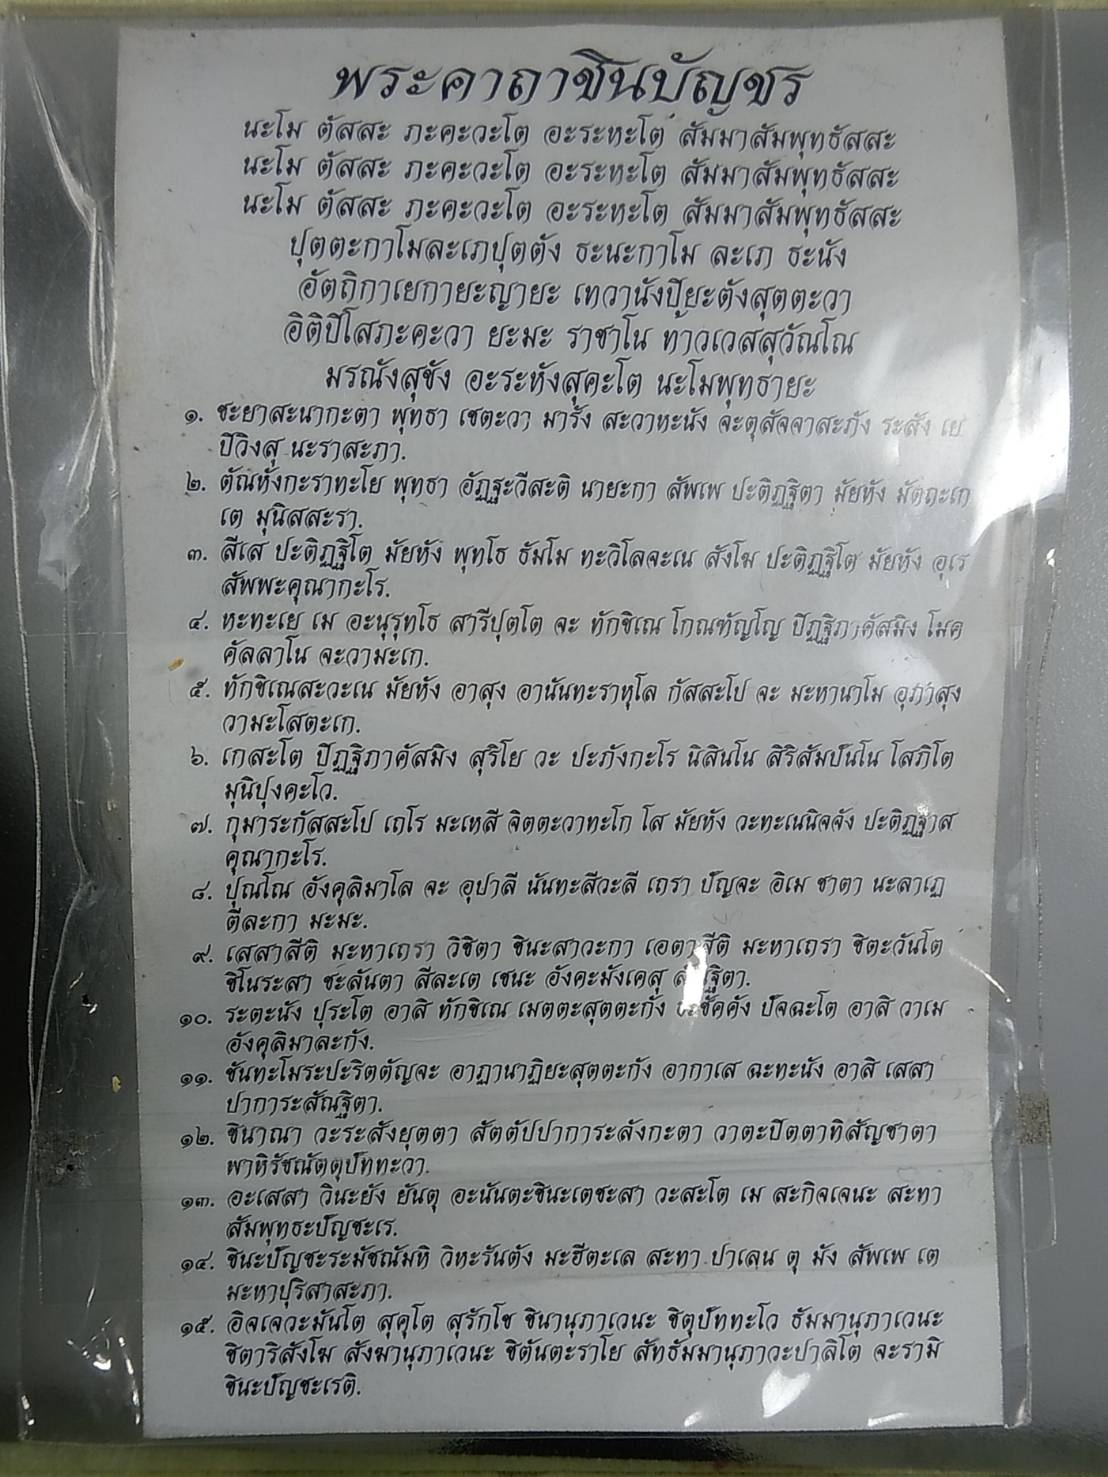 พระคาถาชินบัญชร
นะโม ตัสสะ ภะคะวะโต อะระหะโต สัมมาสัมพุทธัสสะ
นะโม ตัสสะ ภะคะวะโต อะระหะโต สัมมาสัมพุทธัสสะ
นะโม ตัสสะ ภะคะวะโต อะระหะโต สัมมาสัมพุทธัสสะ
ปุตตะกาโมละเภปุตตัง ธะนะกาโม ละเภ ธะนัง
อัตถิกาเยกายะญายะ เทวานังปิยะตังสุตตะวา
อิติปิโสภะคะวา ยะมะ ราชาโน ท้าวเวสสุวัณโณ
มรณังสุขัง อะระหังสุคะโต นะโมพุทธายะ
๑. ชะยาสะนากะตา พุทธา เชตะวา มารัง สะวาหะนัง จะตุสัจจาสะภัง ระสัง เย
ปิวิงสุ นะราสะภา.
๒. ตัณหังกะราทะโย พุทธา อัฏฐะวีสะติ นายะกา สัพเพ ปะติฏฐิตา มัยหัง มัตถะเก
เต มุนิสสะรา.
๓. สีเส ปะติฏฐิโต มัยหัง พุทโธ ธัมโม ทะวิโลจะเน สังโฆ ปะติฏฐิโต มัยหัง อุเร
สัพพะคุณากะโร.
๔. หะทะเย เม อะนุรุทโธ สารีปุตโต จะ ทักขิเณ โกณฑัญโญ ปิฏฐิภาคัสมิง โมค
คัลลาโน จะวามะเก.
๕. ทักขิเณสะวะเน มัยหัง อาสุง อานันทะราหุโล กัสสะโป จะ มะหานาโม อุภาสุง
วามะโสตะเก.
๖. เกสะโต ปิฏฐิภาคัสมิง สุริโย วะ ปะภังกะโร นิสินโน สิริสัมปันโน โสภิโต
มุนิปุงคะโว.
๗. กุมาระกัสสะโป เถโร มะเหสี จิตตะวาทะโก โส มัยหัง วะทะเนนิจจัง ปะติฏฐาส
คุณากะโร.
๘. ปุณโณ อังคุลิมาโล จะ อุปาลี นันทะสีวะลี เถรา ปัญจะ อิเม ชาตา นะลาเฏ
ตีละกา มะมะ.
๙. เสสาสีติ มะหาเถรา วิชิตา ชินะสาวะกา เอตาสีติ มะหาเถรา ชิตะวันโต
ชิโนระสา ชะลันตา สีละเต เชนะ อังคะมังเคสุ
๑๐. ระตะนัง ปุระโต อาสิ ทักขิเณ เมตตะสุตตะกัง ธะชัคคัง ปัจฉะโต อาสิ วาเม
อังคุลิมาละกัง.
๑๑. ขันทะโมระปะริตตัญจะ อาฏานาฏิยะสุตตะกัง อากาเส ฉะทะนัง อาสิ เสสา
ปาการะสัณฐิตา.
๑๒. ชินาณา วะระสังยุตตา สัตตัปปาการะลังกะตา วาตะปิตตาทิสัญชาตา
พาหิรัชฌัตตุปัททะวา.
๑๓. อะเสสา วินะยัง ยันตุ อะนันตะชินะเตชะสา วะสะโต เม สะกิจเจนะ สะทา
สัมพุทธะปัญชะเร.
๑๔. ชินะปัญชะระมัชฌัมหิ วิหะรันตัง มะฮีตะเล สะทา ปาเลนุ ตุ มัง สัพเพ เต
มะหาปุริสาสะภา.
๑๕. อิจเจวะมันโต สุคุโต สุรักโข ชินานุภาเวนะ ชิตุปัททะโว ธัมมานุภาเวนะ
ชิตาริสังโฆ สังฆานุภาเวนะ ชิตันตะราโย สัทธัมมานุภาวะปาลิโต จะรามิ
ชินะปัญชะเรติ.